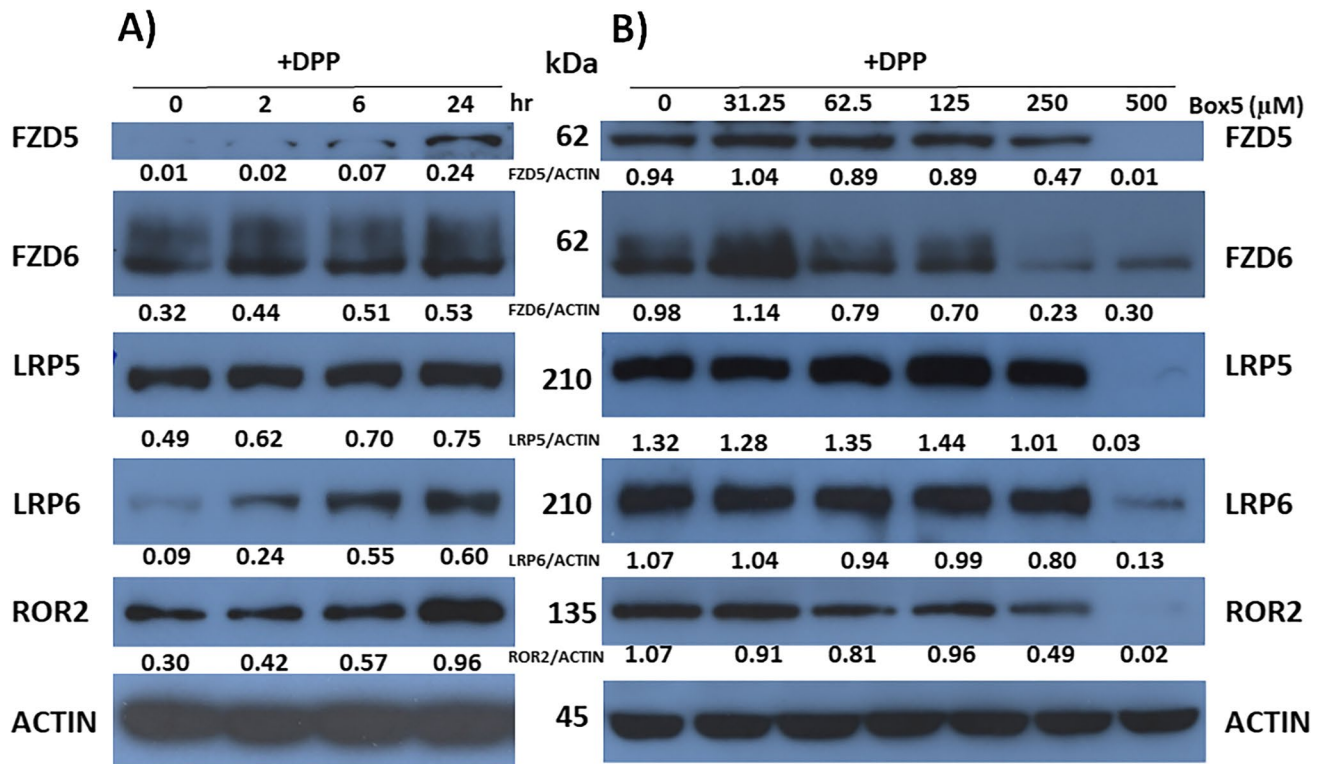 A) B)
+DPP kDa +DPP
0 2 6 24 hr 0 31.25 62.5 125 250 500 Box5 (μM)
FZD5 62 FZD5
0.01 0.02 0.07 0.24 FZD5/ACTIN 0.94 1.04 0.89 0.89 0.47 0.01
FZD6 62 FZD6
0.32 0.44 0.51 0.53 FZD6/ACTIN 0.98 1.14 0.79 0.70 0.23 0.30
LRP5 210 LRP5
0.49 0.62 0.70 0.75 LRP5/ACTIN 1.32 1.28 1.35 1.44 1.01 0.03
LRP6 210 LRP6
0.09 0.24 0.55 0.60 LRP6/ACTIN 1.07 1.04 0.94 0.99 0.80 0.13
ROR2 135 ROR2
0.30 0.42 0.57 0.96 ROR2/ACTIN 1.07 0.91 0.81 0.96 0.49 0.02
ACTIN 45 ACTIN